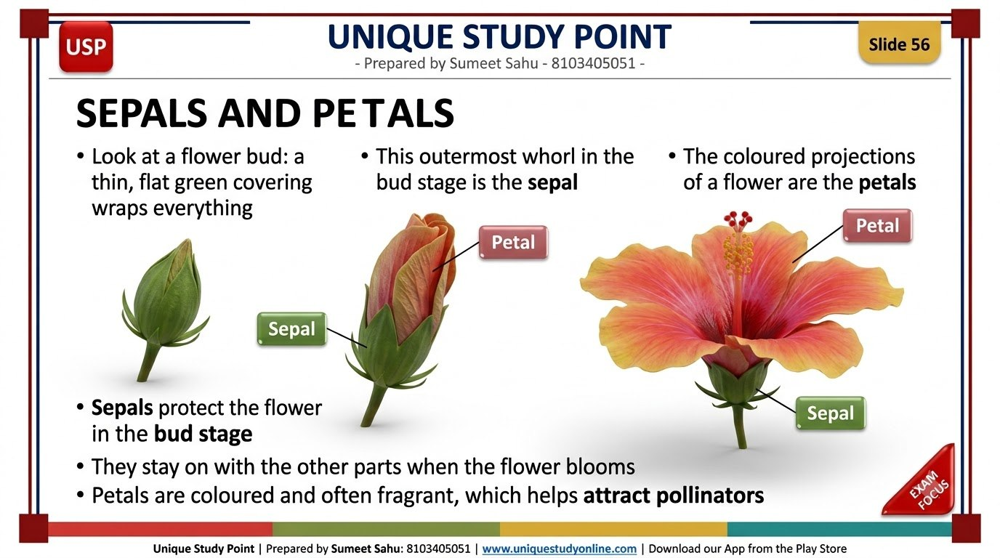 USP
UNIQUE STUDY POINT
- Prepared by Sumeet Sahu - 8103405051 -
Slide 56
SEPALS AND PETALS
• Look at a flower bud: a
thin, flat green covering
wraps everything
• This outermost whorl in the
bud stage is the sepal
• The coloured projections
of a flower are the petals
Petal
Sepal
Petal
Sepal
• Sepals protect the flower
in the bud stage
• They stay on with the other parts when the flower blooms
• Petals are coloured and often fragrant, which helps attract pollinators
EXAM
FOCUS
Unique Study Point | Prepared by Sumeet Sahu: 8103405051 | www.uniquestudyonline.com | Download our App from the Play Store